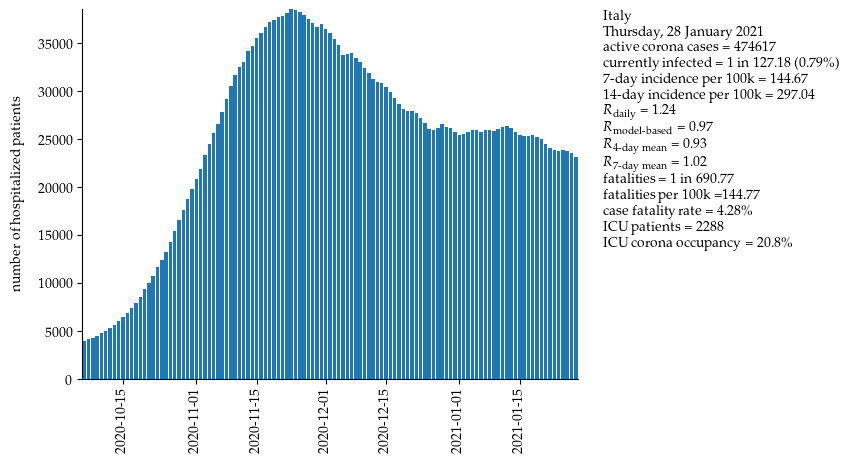 number of hospitalized patients
35000
30000
25000
20000
15000
10000
5000
0
2020-10-15
2020-11-01
2020-11-15
2020-12-01
2020-12-15
2021-01-01
2021-01-15
Italy
Thursday, 28 January 2021
active corona cases = 474617
currently infected = 1 in 127.18 (0.79%)
7-day incidence per 100k = 144.67
14-day incidence per 100k = 297.04
R daily = 1.24
R model-based = 0.97
R 4-day mean = 0.93
R 7-day mean = 1.02
fatalities = 1 in 690.77
fatalities per 100k =144.77
case fatality rate = 4.28%
ICU patients = 2288
ICU corona occupancy = 20.8%